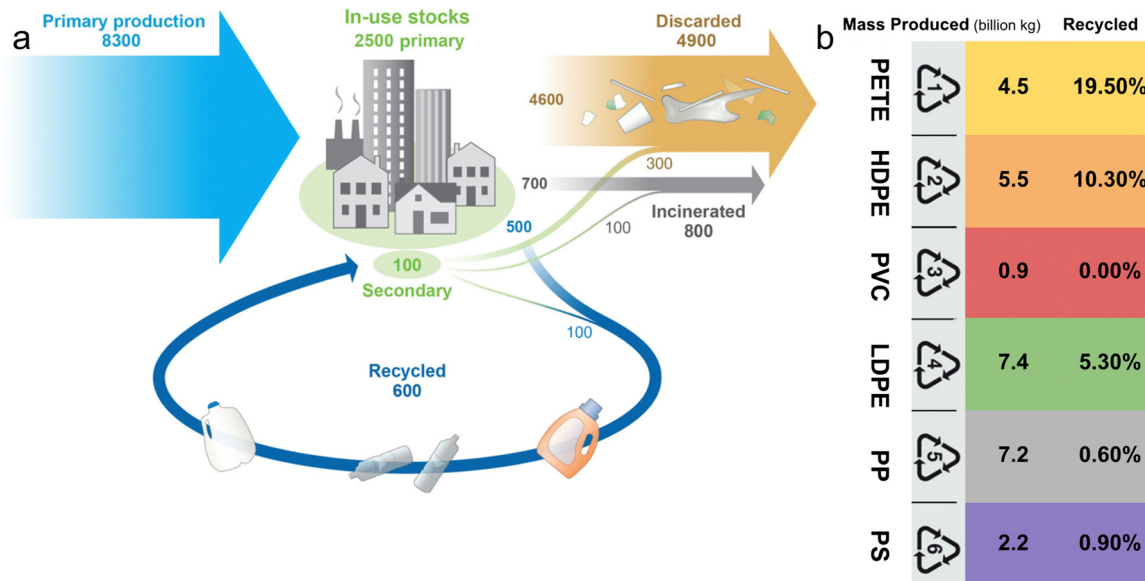 a
Primary production
8300
In-use stocks
2500 primary
Discarded
4900
4600
300
700
Incinerated
800
100
500
100
Secondary
100
Recycled
600
b
Mass Produced (billion kg) Recycled
PETE 1 4.5 19.50%
HDPE 2 5.5 10.30%
PVC 3 0.9 0.00%
LDPE 4 7.4 5.30%
PP 5 7.2 0.60%
PS 6 2.2 0.90%